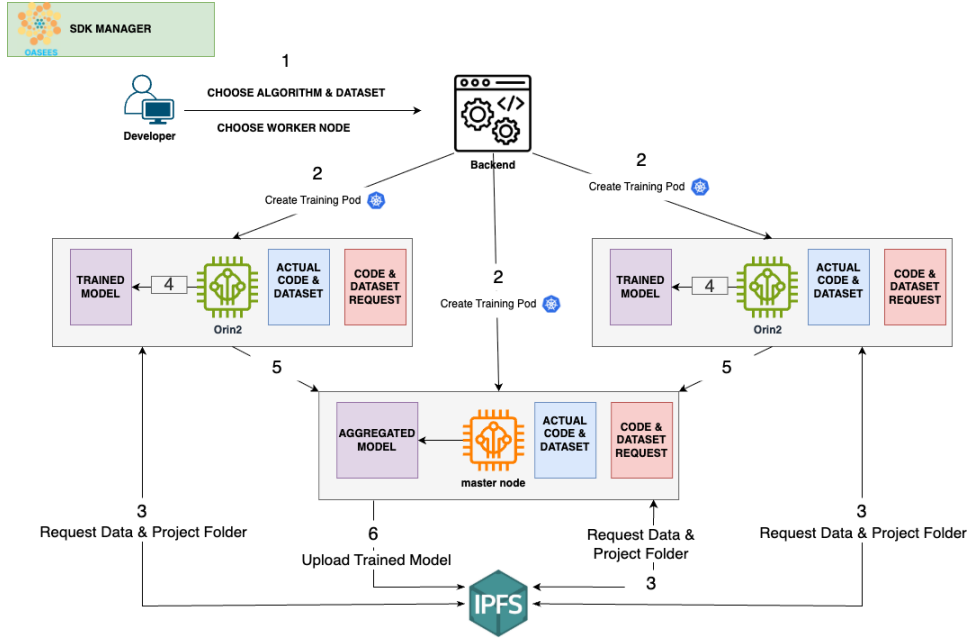 SDK MANAGER
OASEES
1
CHOOSE ALGORITHM & DATASET
CHOOSE WORKER NODE
Developer
</>
Backend
2
Create Training Pod
2
Create Training Pod
2
Create Training Pod
TRAINED
MODEL
4
Orin2
ACTUAL
CODE &
DATASET
CODE &
DATASET
REQUEST
TRAINED
MODEL
4
Orin2
ACTUAL
CODE &
DATASET
CODE &
DATASET
REQUEST
5
5
AGGREGATED
MODEL
master node
ACTUAL
CODE &
DATASET
CODE &
DATASET
REQUEST
3
Request Data & Project Folder
6
Upload Trained Model
Request Data &
Project Folder
3
3
Request Data & Project Folder
IPFS